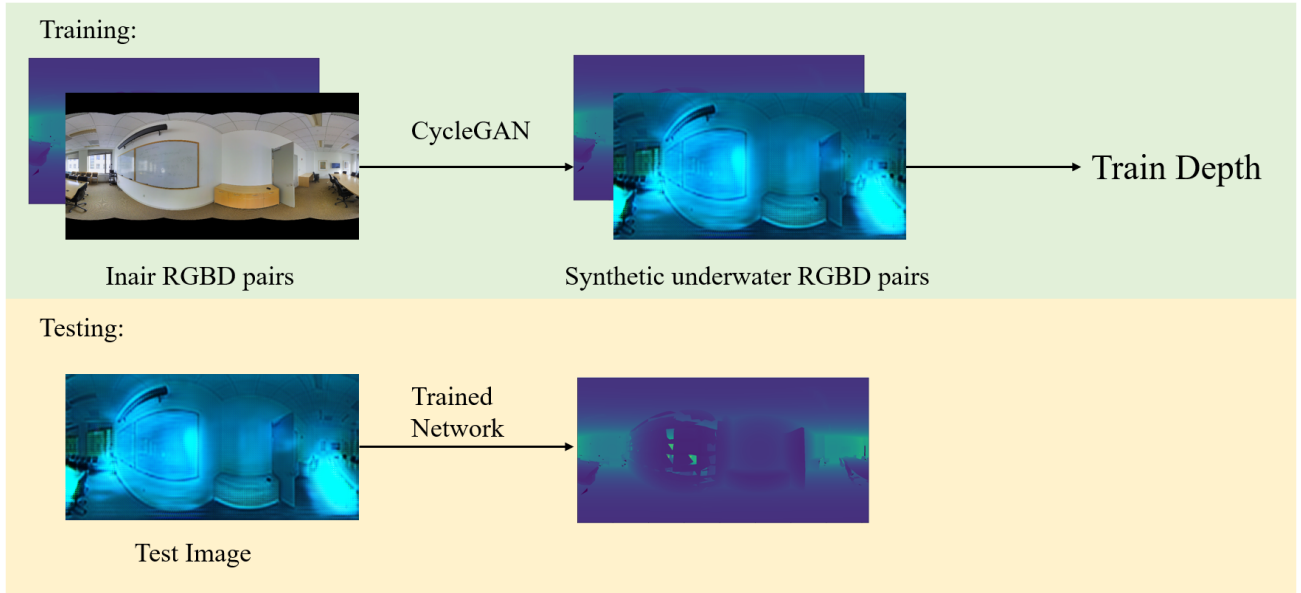 Training:
CycleGAN
Train Depth
Inair RGBD pairs
Synthetic underwater RGBD pairs
Testing:
Trained
Network
Test Image